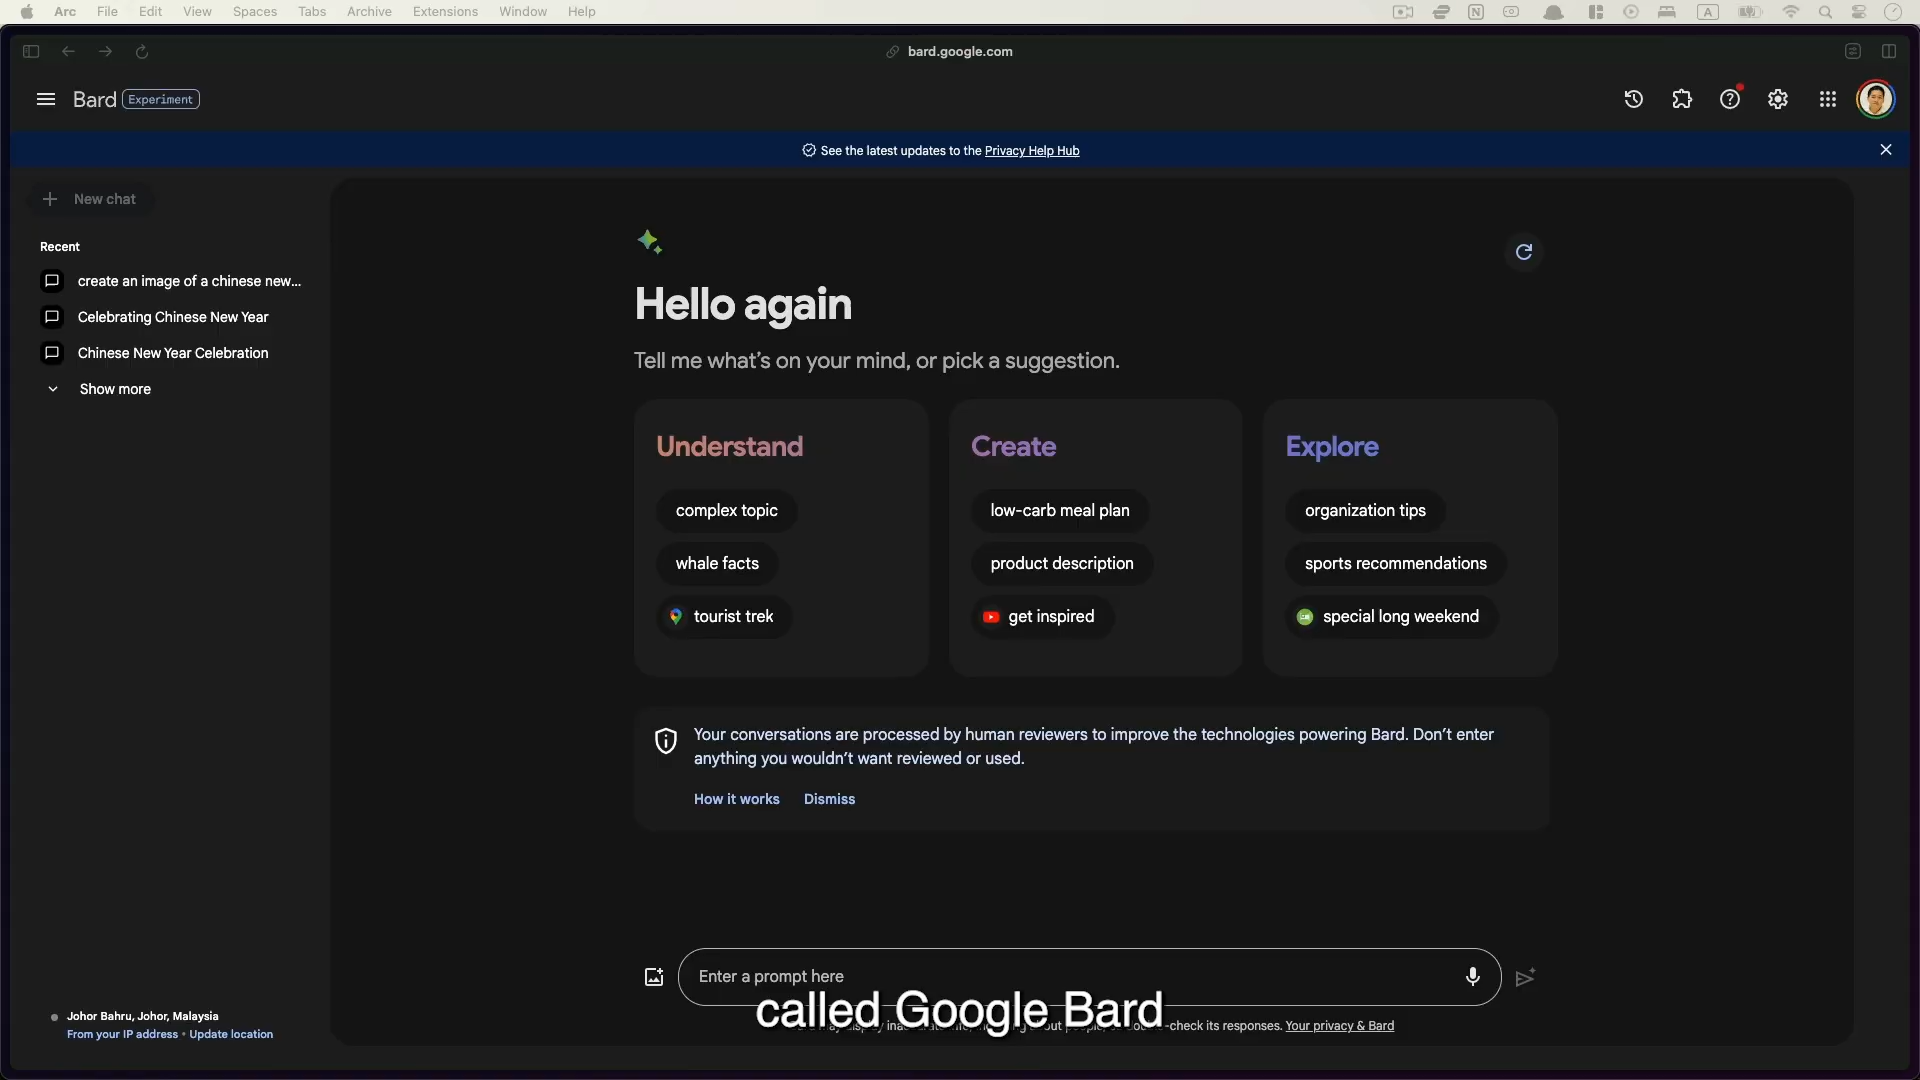 Arc File Edit View Spaces Tabs Archive Extensions Window Help
bard.google.com
Bard Experiment
See the latest updates to the Privacy Help Hub
New chat
Recent
create an image of a chinese new...
Celebrating Chinese New Year
Chinese New Year Celebration
Show more
Hello again
Tell me what's on your mind, or pick a suggestion.
Understand
complex topic
whale facts
tourist trek
Create
low-carb meal plan
product description
get inspired
Explore
organization tips
sports recommendations
special long weekend
Your conversations are processed by human reviewers to improve the technologies powering Bard. Don't enter
anything you wouldn't want reviewed or used.
How it works Dismiss
Enter a prompt here
called Google Bard
-check its responses. Your privacy & Bard
Johor Bahru, Johor, Malaysia
From your IP address • Update location